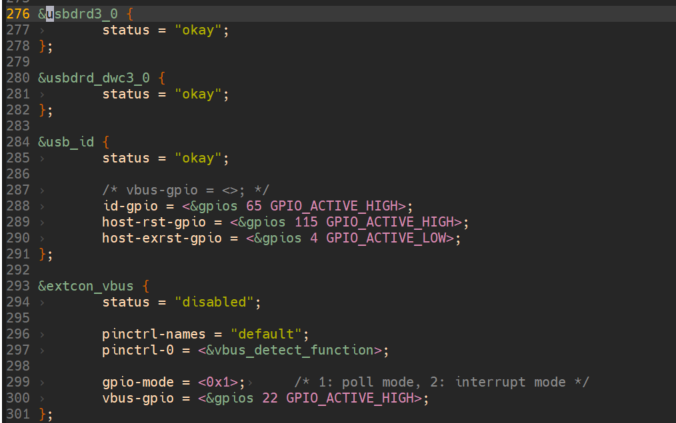 276 &usbdrd3_0 {
277 › status = "okay";
278 };
279
280 &usbdrd_dwc3_0 {
281 › status = "okay";
282 };
283
284 &usb_id {
285 › status = "okay";
286
287 › /* vbus-gpio = <>; */
288 › id-gpio = <&gpios 65 GPIO_ACTIVE_HIGH>;
289 › host-rst-gpio = <&gpios 115 GPIO_ACTIVE_HIGH>;
290 › host-exrst-gpio = <&gpios 4 GPIO_ACTIVE_LOW>;
291 };
292
293 &extcon_vbus {
294 › status = "disabled";
295
296 › pinctrl-names = "default";
297 › pinctrl-0 = <&vbus_detect_function>;
298
299 › gpio-mode = <0x1>; › /* 1: poll mode, 2: interrupt mode */
300 › vbus-gpio = <&gpios 22 GPIO_ACTIVE_HIGH>;
301 };